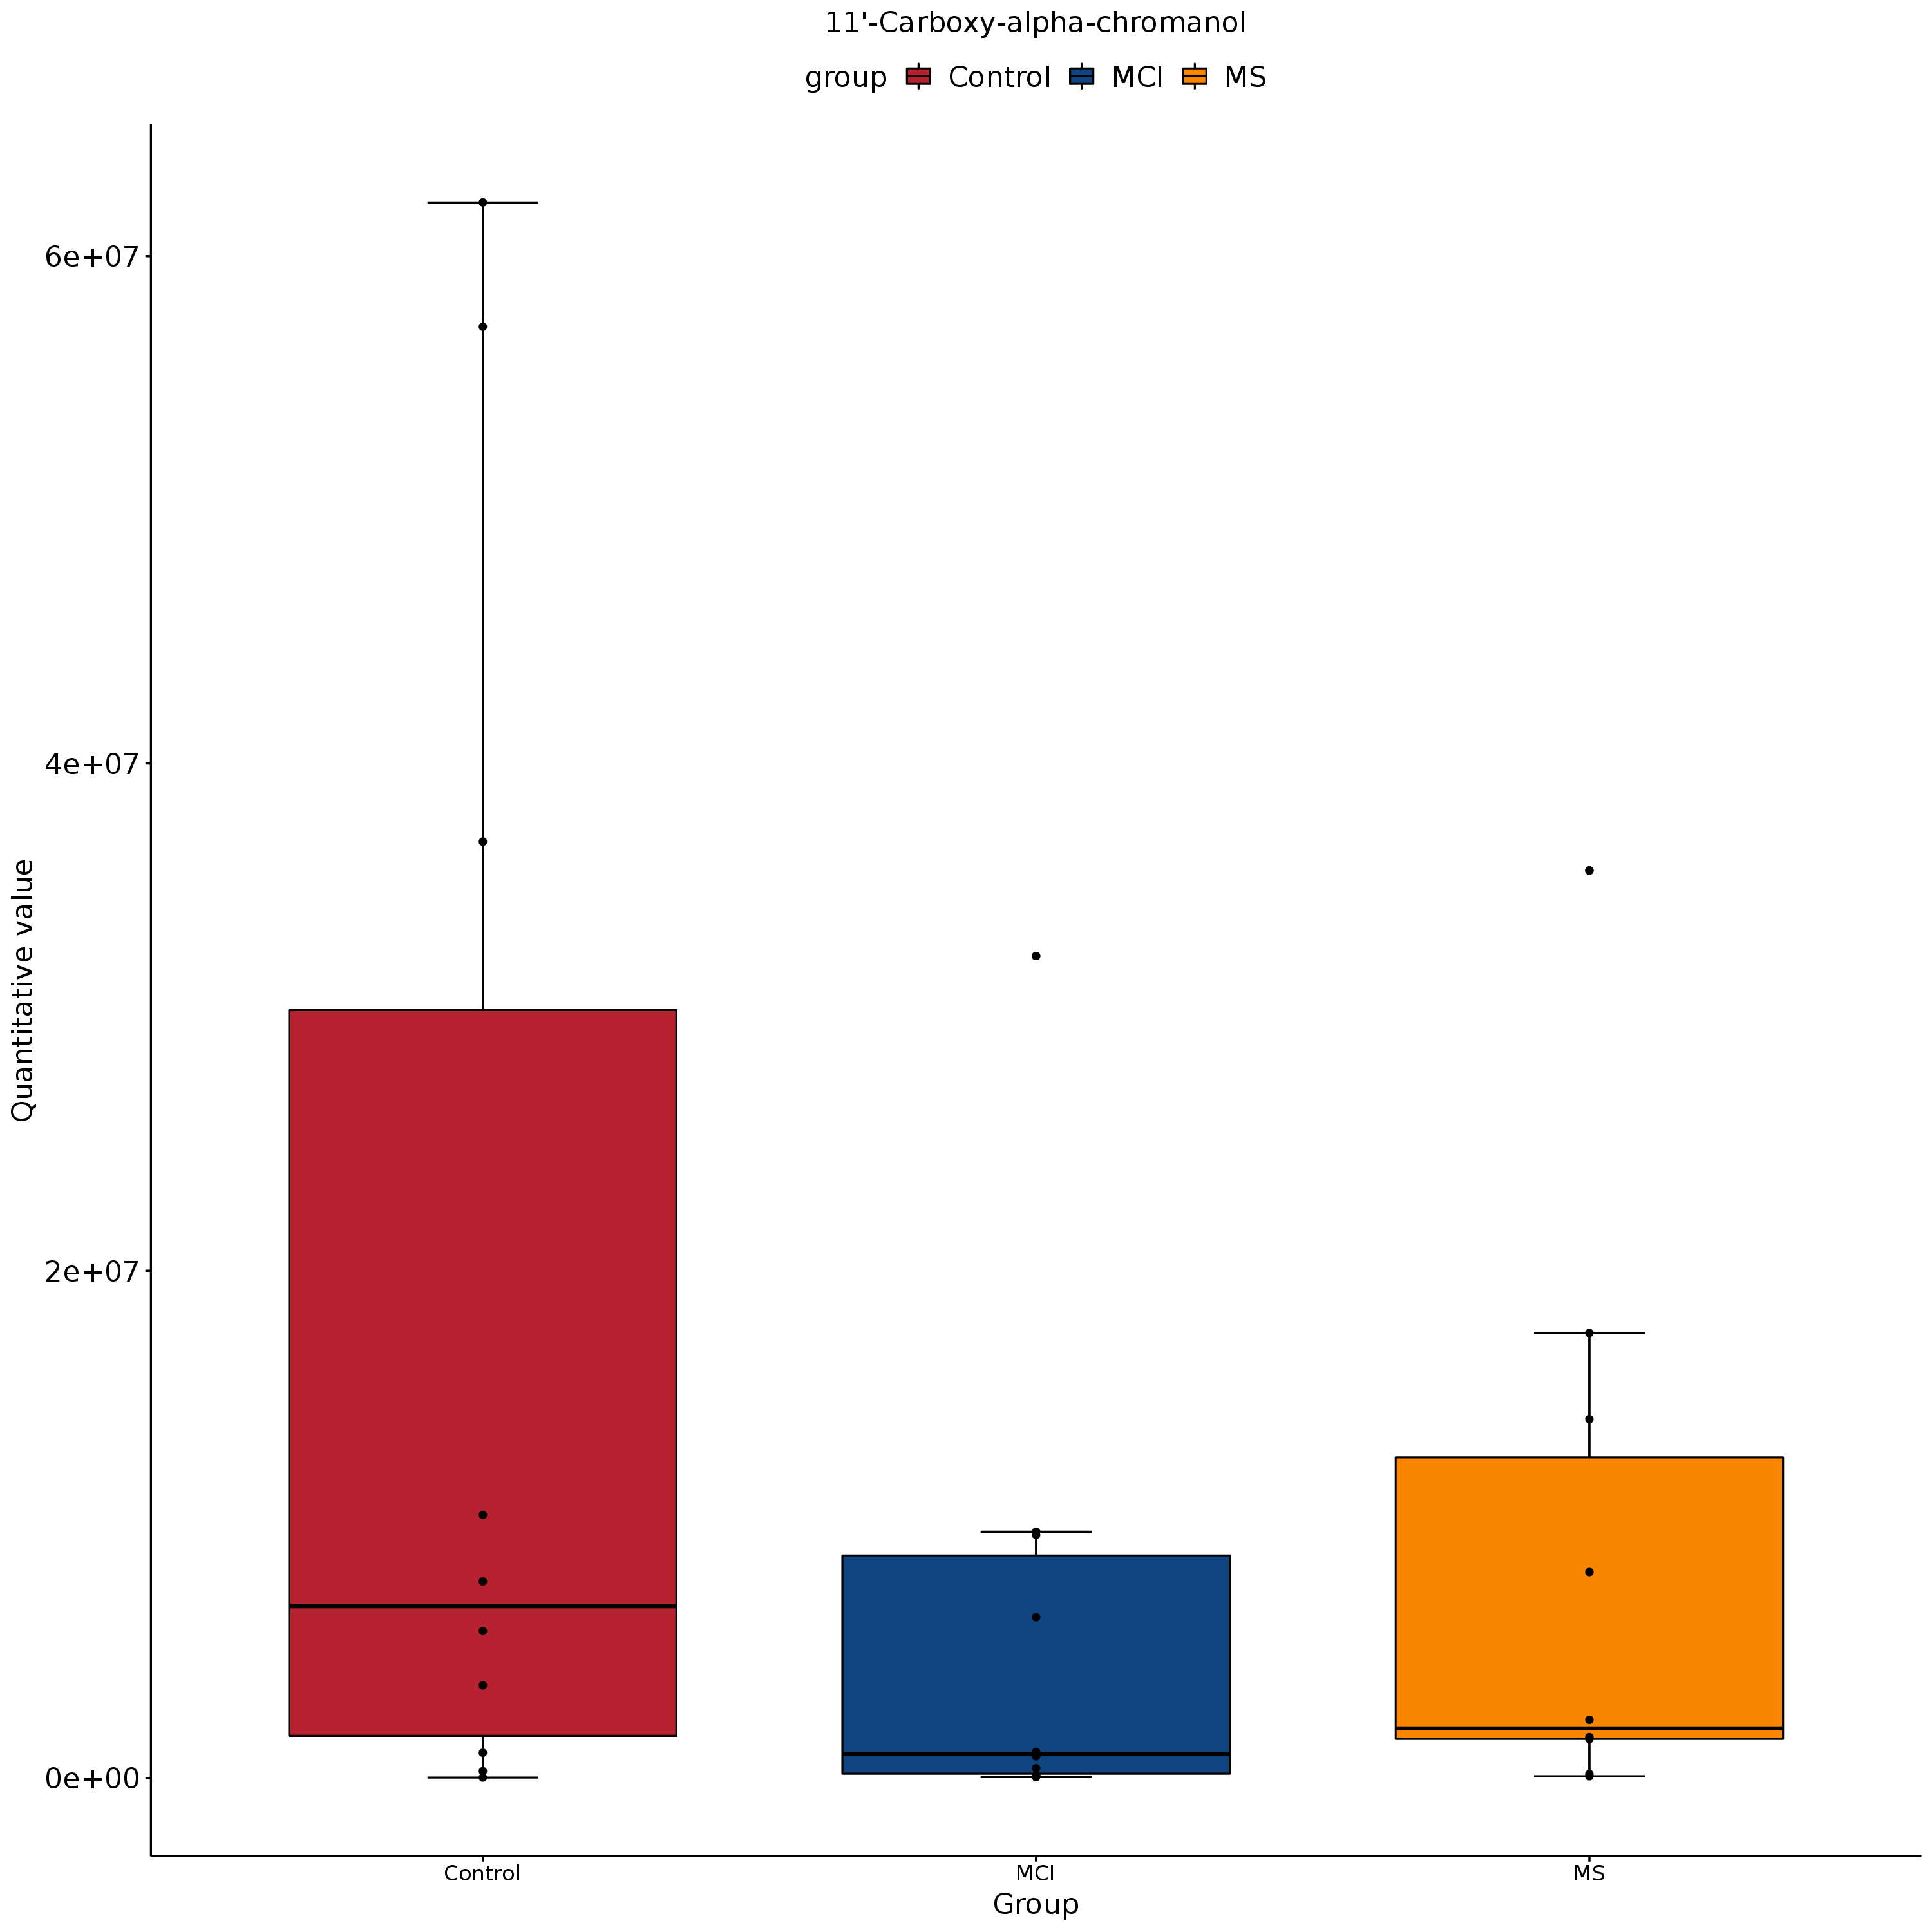 11'-Carboxy-alpha-chromanol
group Control MCI MS
6e+07
4e+07
2e+07
0e+00
Quantitative value
Control MCI MS
Group